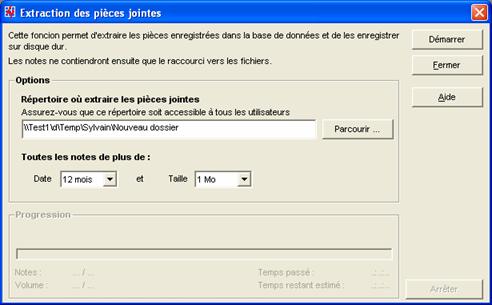 Extraction des pièces jointes
Cette foncion permet d'extraire les pièces enregistrées dans la base de données et de les enregistrer
sur disque dur.
Les notes ne contiendront ensuite que le raccourci vers les fichiers.
Démarrer
Fermer
Aide
Options
Répertoire où extraire les pièces jointes
Assurez-vous que ce répertoire soit accessible à tous les utilisateurs
\\Test1\d\Temp\Sylvain\Nouveau dossier
Parcourir ...
Toutes les notes de plus de :
Date 12 mois et Taille 1 Mo
Progression
Notes : ... / ... Temps passé : .:.:..
Volume : ... / ... Temps restant estimé : .:.:..
Arrêter